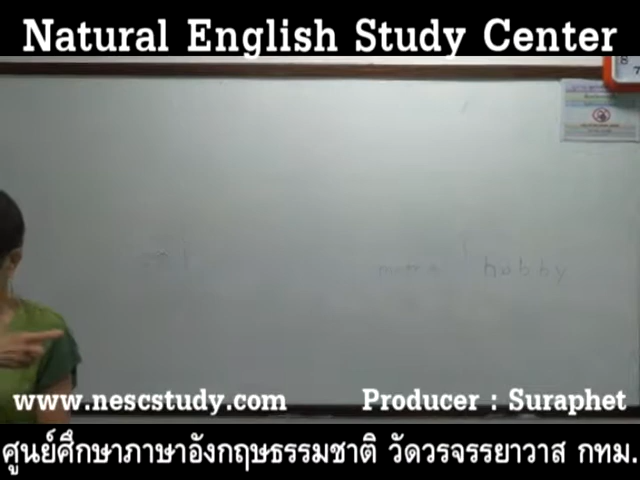 Natural English Study Center
8
7
hobby
www.nescstudy.com Producer : Suraphet
ศูนย์ศึกษาภาษาอังกฤษธรรมชาติ วัดวรจรรยาวาส กทม.